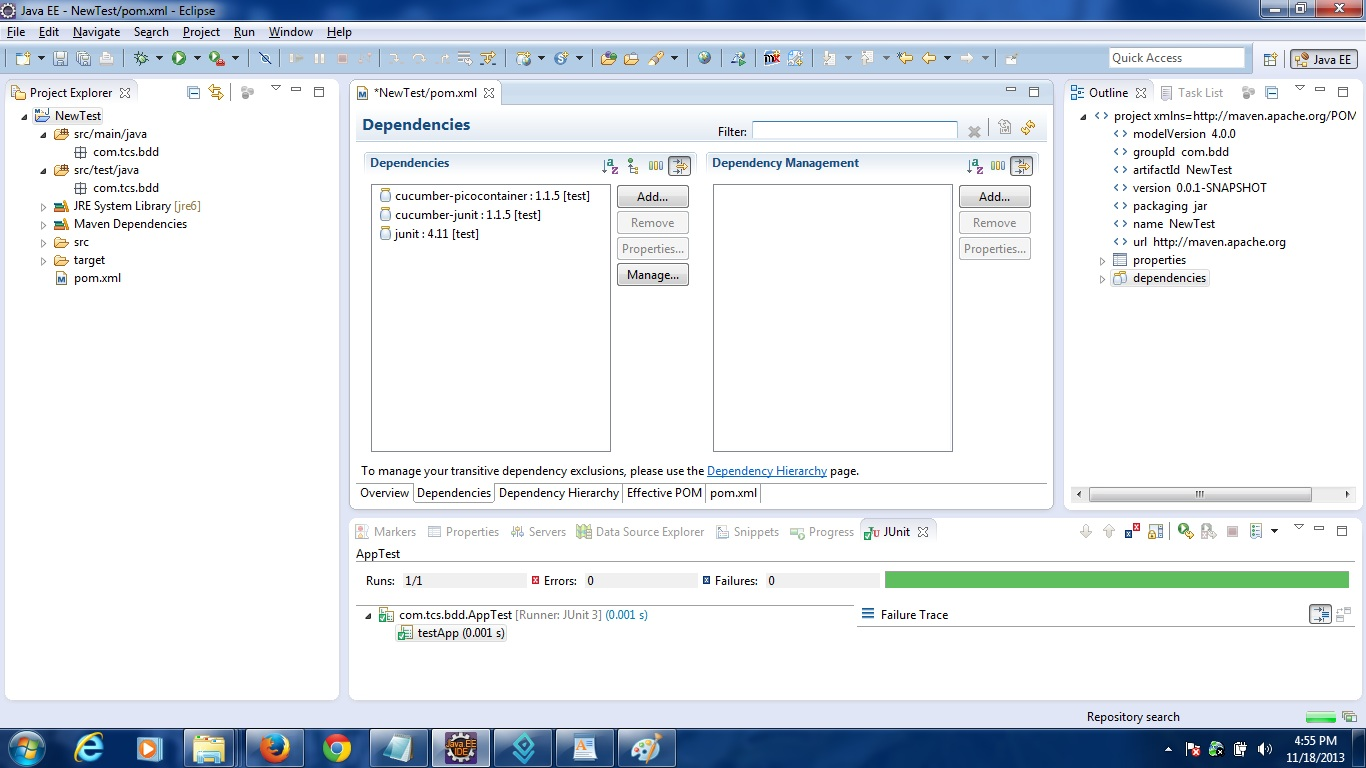 Java EE - NewTest/pom.xml - Eclipse
File Edit Navigate Search Project Run Window Help
Quick Access
Java EE
Project Explorer
NewTest
src/main/java
com.tcs.bdd
src/test/java
com.tcs.bdd
JRE System Library [jre6]
Maven Dependencies
src
target
pom.xml
*NewTest/pom.xml
Dependencies
Filter:
Dependencies
cucumber-picocontainer : 1.1.5 [test]
cucumber-junit : 1.1.5 [test]
junit : 4.11 [test]
Add...
Remove
Properties...
Manage...
Dependency Management
Add...
Remove
Properties...
To manage your transitive dependency exclusions, please use the Dependency Hierarchy page.
Overview Dependencies Dependency Hierarchy Effective POM pom.xml
Outline Task List
project xmlns=http://maven.apache.org/POM
modelVersion 4.0.0
groupId com.bdd
artifactId NewTest
version 0.0.1-SNAPSHOT
packaging jar
name NewTest
url http://maven.apache.org
properties
dependencies
Markers Properties Servers Data Source Explorer Snippets Progress JUnit
AppTest
Runs: 1/1 Errors: 0 Failures: 0
com.tcs.bdd.AppTest [Runner: JUnit 3] (0.001 s)
testApp (0.001 s)
Failure Trace
Repository search
Java EE
IDE
4:55 PM
11/18/2013